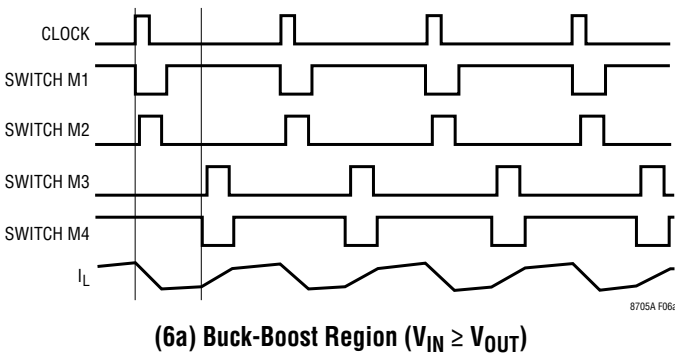 CLOCK
SWITCH M1
SWITCH M2
SWITCH M3
SWITCH M4
IL
8705A F06a
(6a) Buck-Boost Region (VIN ≥ VOUT)